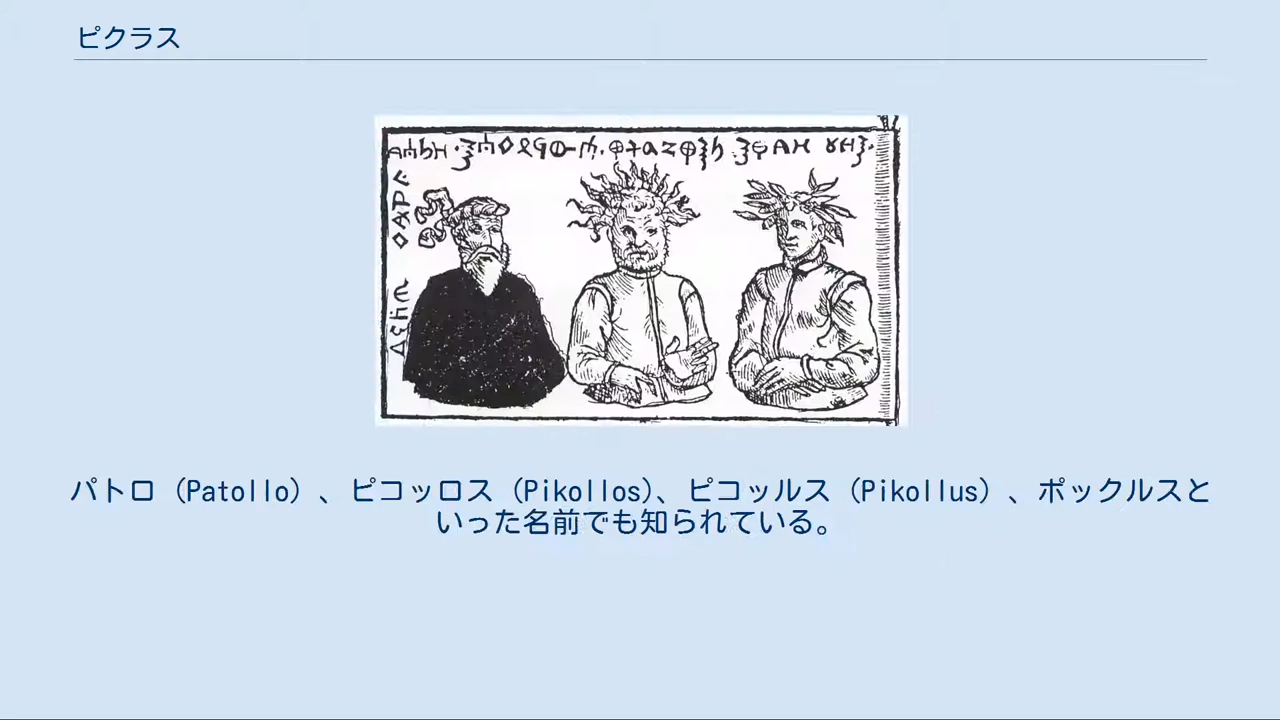 ピクラス
パトロ（Patollo）、ピコッロス（Pikollos)、ピコッルス（Pikollus）、ポックルスと
いった名前でも知られている。